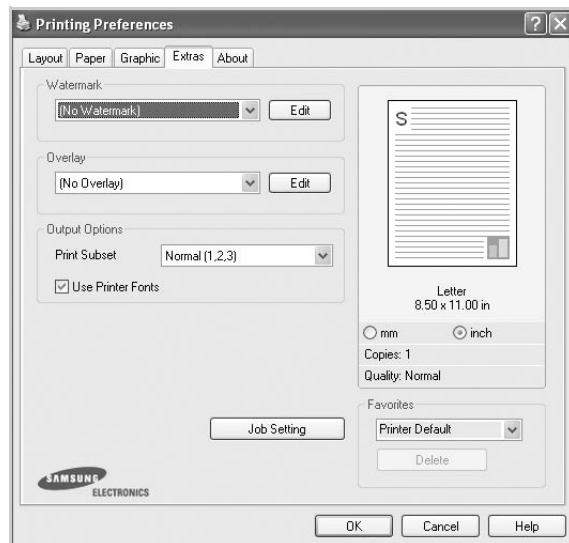 Printing Preferences
Layout Paper Graphic Extras About
Watermark
(No Watermark) Edit
Overlay
(No Overlay) Edit
Output Options
Print Subset Normal (1,2,3)
Use Printer Fonts
Job Setting
SAMSUNG
ELECTRONICS
S
Letter
8.50 x 11.00 in
mm inch
Copies: 1
Quality: Normal
Favorites
Printer Default
Delete
OK Cancel Help